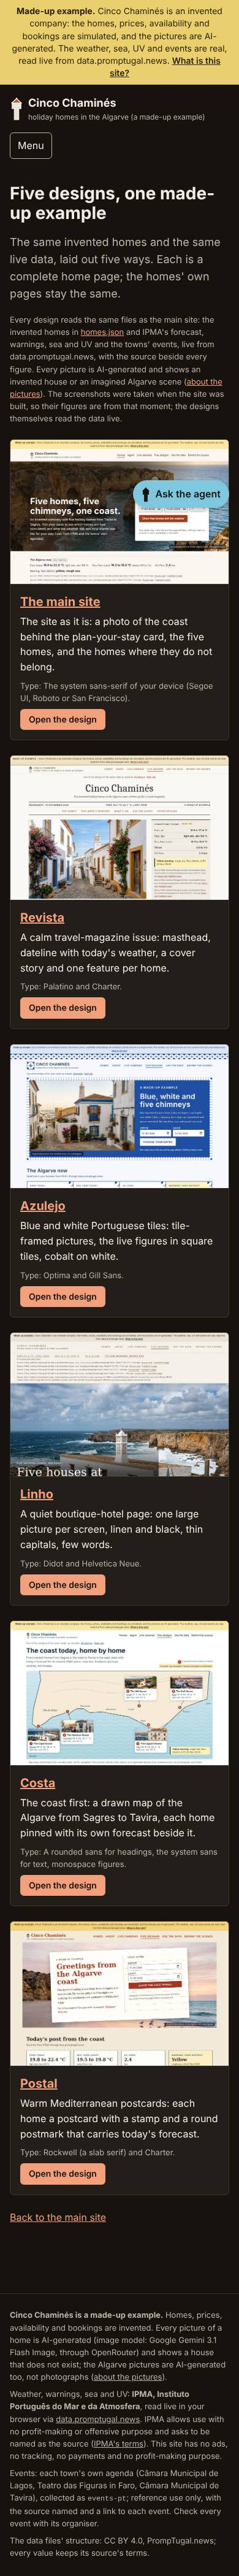 Made-up example. Cinco Chaminés is an invented
company: the homes, prices, availability and
bookings are simulated, and the pictures are AI-
generated. The weather, sea, UV and events are real,
read live from data.promptugal.news. What is this
site?
Cinco Chaminés
holiday homes in the Algarve (a made-up example)
Menu
Five designs, one made-
up example
The same invented homes and the same
live data, laid out five ways. Each is a
complete home page; the homes' own
pages stay the same.
Every design reads the same files as the main site: the
invented homes in homes.json and IPMA's forecast,
warnings, sea and UV and the towns' events, live from
data.promptugal.news, with the source beside every
figure. Every picture is AI-generated and shows an
invented house or an imagined Algarve scene (about the
pictures). The screenshots were taken when the site was
built, so their figures are from that moment; the designs
themselves read the data live.
Cinco Chaminés
Five homes, five
chimneys, one coast.
Ask the agent
The main site
The site as it is: a photo of the coast
behind the plan-your-stay card, the five
homes, and the homes where they do not
belong.
Type: The system sans-serif of your device (Segoe
UI, Roboto or San Francisco).
Open the design
Cinco Chaminés
Revista
A calm travel-magazine issue: masthead,
dateline with today's weather, a cover
story and one feature per home.
Type: Palatino and Charter.
Open the design
Blue, white and
five chimneys
The Algarve now
Azulejo
Blue and white Portuguese tiles: tile-
framed pictures, the live figures in square
tiles, cobalt on white.
Type: Optima and Gill Sans.
Open the design
Five houses at
Linho
A quiet boutique-hotel page: one large
picture per screen, linen and black, thin
capitals, few words.
Type: Didot and Helvetica Neue.
Open the design
Cinco Chaminés
The coast today, home by home
Costa
The coast first: a drawn map of the
Algarve from Sagres to Tavira, each home
pinned with its own forecast beside it.
Type: A rounded sans for headings, the system sans
for text, monospace figures.
Open the design
Cinco Chaminés
Greetings from
the Algarve
coast
Today's post from the coast
19.8 to 22.4 °C
19.5 to 19.8 °C
2.4
Yellow
Postal
Warm Mediterranean postcards: each
home a postcard with a stamp and a round
postmark that carries today's forecast.
Type: Rockwell (a slab serif) and Charter.
Open the design
Back to the main site
Cinco Chaminés is a made-up example. Homes, prices,
availability and bookings are invented. Every picture of a
home is AI-generated (image model: Google Gemini 3.1
Flash Image, through OpenRouter) and shows a house
that does not exist; the Algarve pictures are AI-generated
too, not photographs (about the pictures).
Weather, warnings, sea and UV: IPMA, Instituto
Português do Mar e da Atmosfera, read live in your
browser via data.promptugal.news. IPMA allows use with
no profit-making or offensive purpose and asks to be
named as the source (IPMA's terms). This site has no ads,
no tracking, no payments and no profit-making purpose.
Events: each town's own agenda (Câmara Municipal de
Lagos, Teatro das Figuras in Faro, Câmara Municipal de
Tavira), collected as events-pt; reference use only, with
the source named and a link to each event. Check every
event with its organiser.
The data files' structure: CC BY 4.0, PrompTugal.news;
every value keeps its source's terms.